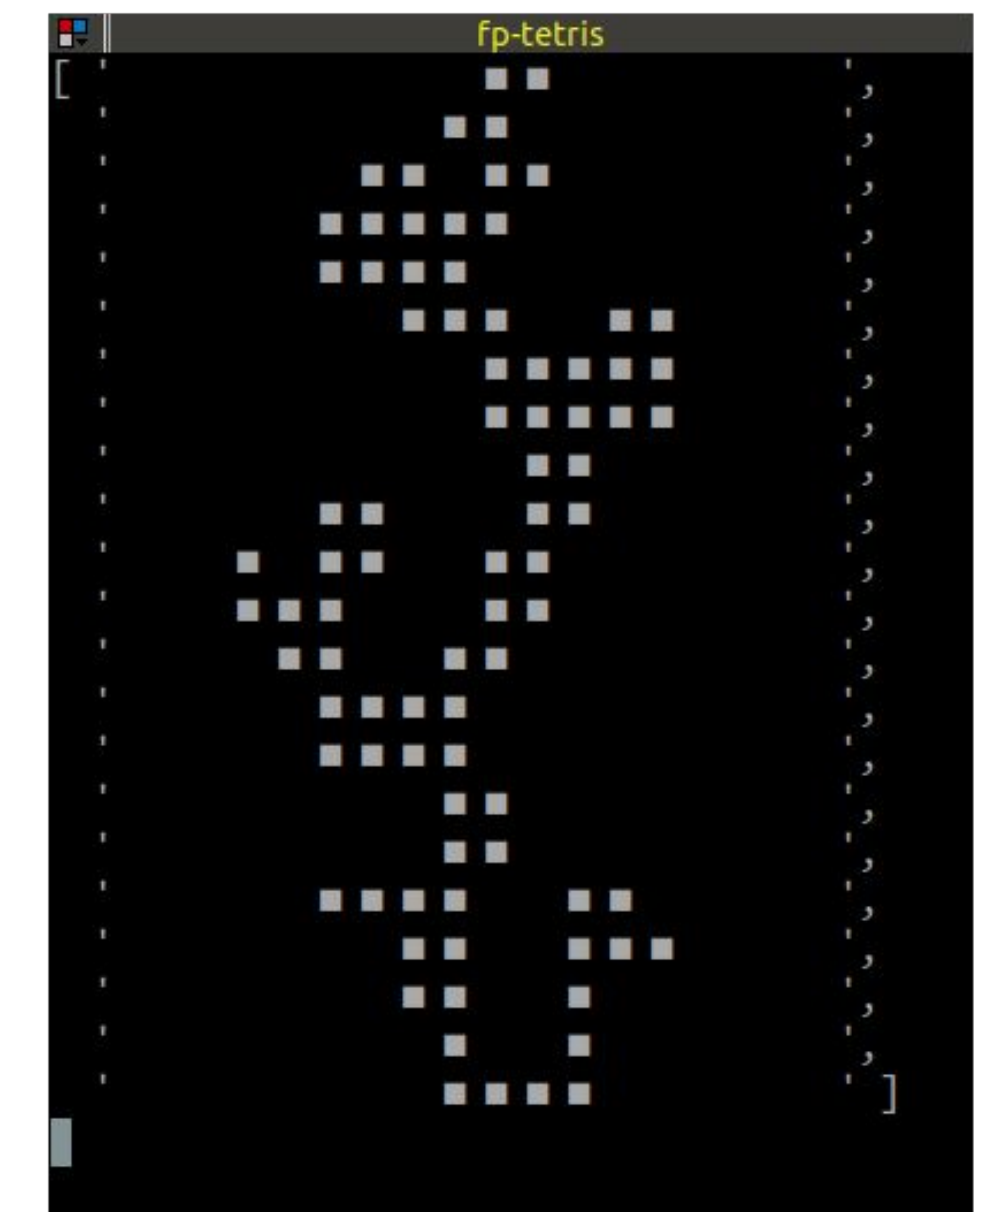 fp-tetris
[ '                  ■ ■              ',
  '                ■ ■                ',
  '            ■ ■   ■ ■              ',
  '          ■ ■ ■ ■ ■                ',
  '          ■ ■ ■ ■                  ',
  '              ■ ■ ■     ■ ■        ',
  '                  ■ ■ ■ ■ ■        ',
  '                  ■ ■ ■ ■ ■        ',
  '                    ■ ■            ',
  '          ■ ■       ■ ■            ',
  '      ■   ■ ■     ■ ■              ',
  '      ■ ■ ■       ■ ■              ',
  '        ■ ■     ■ ■                ',
  '          ■ ■ ■ ■                  ',
  '          ■ ■ ■ ■                  ',
  '                ■ ■                ',
  '                ■ ■                ',
  '          ■ ■ ■ ■     ■ ■          ',
  '              ■ ■     ■ ■ ■        ',
  '              ■ ■     ■            ',
  '                ■     ■            ',
  '                ■ ■ ■ ■            ' ]